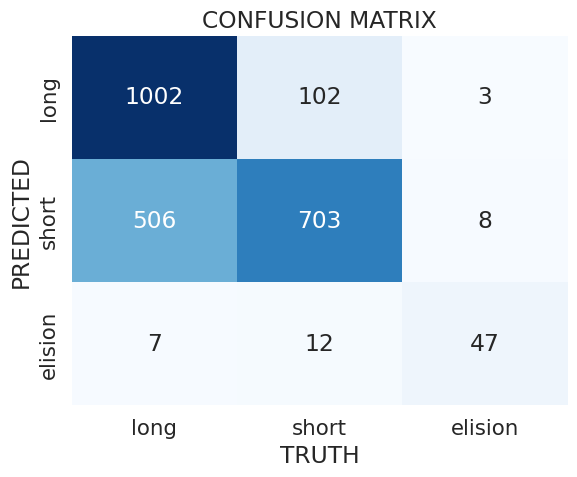 CONFUSION MATRIX
PREDICTED
long
1002 102 3
short
506 703 8
elision
7 12 47
long short elision
TRUTH